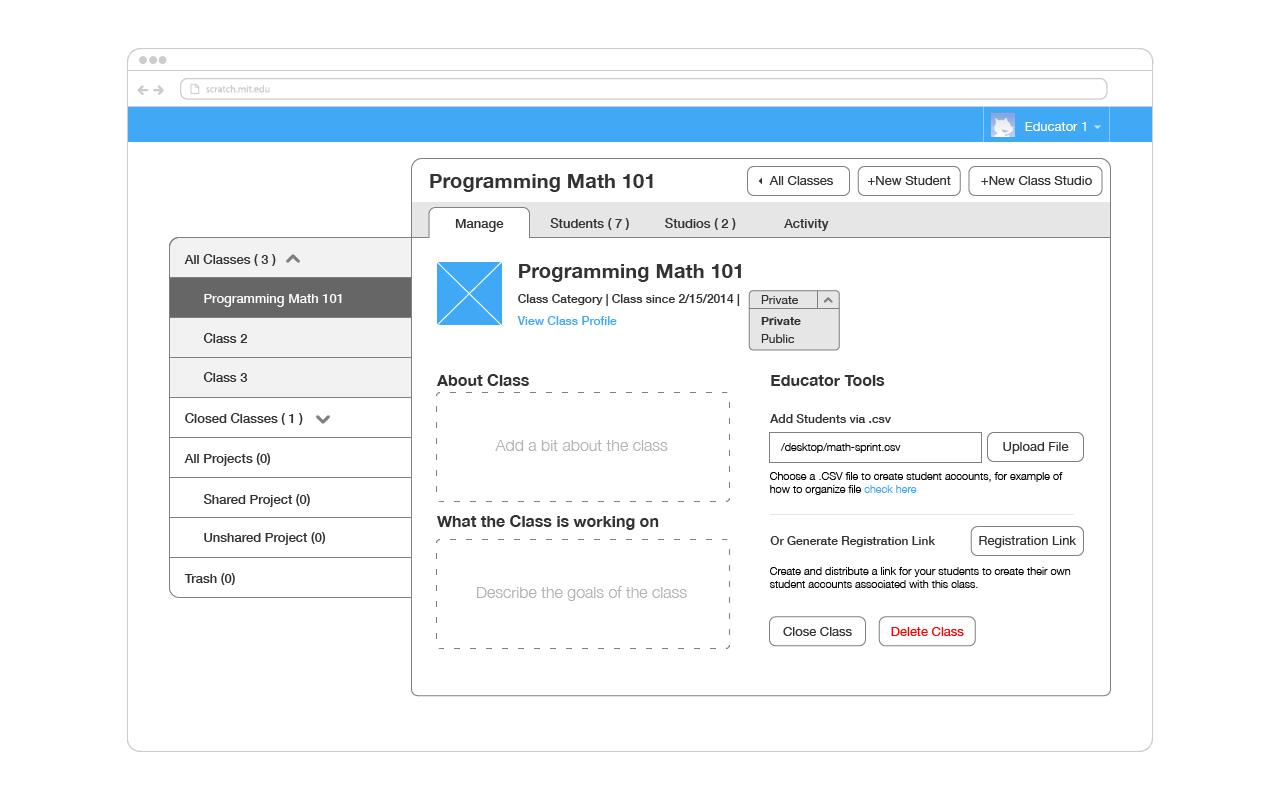 scratch.mit.edu
Educator 1
Programming Math 101
All Classes
+New Student
+New Class Studio
Manage
Students ( 7 )
Studios ( 2 )
Activity
All Classes ( 3 )
Programming Math 101
Class 2
Class 3
Closed Classes ( 1 )
All Projects (0)
Shared Project (0)
Unshared Project (0)
Trash (0)
Programming Math 101
Class Category | Class since 2/15/2014 |
View Class Profile
Private
Private
Public
About Class
Add a bit about the class
What the Class is working on
Describe the goals of the class
Educator Tools
Add Students via .csv
/desktop/math-sprint.csv
Upload File
Choose a .CSV file to create student accounts, for example of
how to organize file check here
Or Generate Registration Link
Registration Link
Create and distribute a link for your students to create their own
student accounts associated with this class.
Close Class
Delete Class